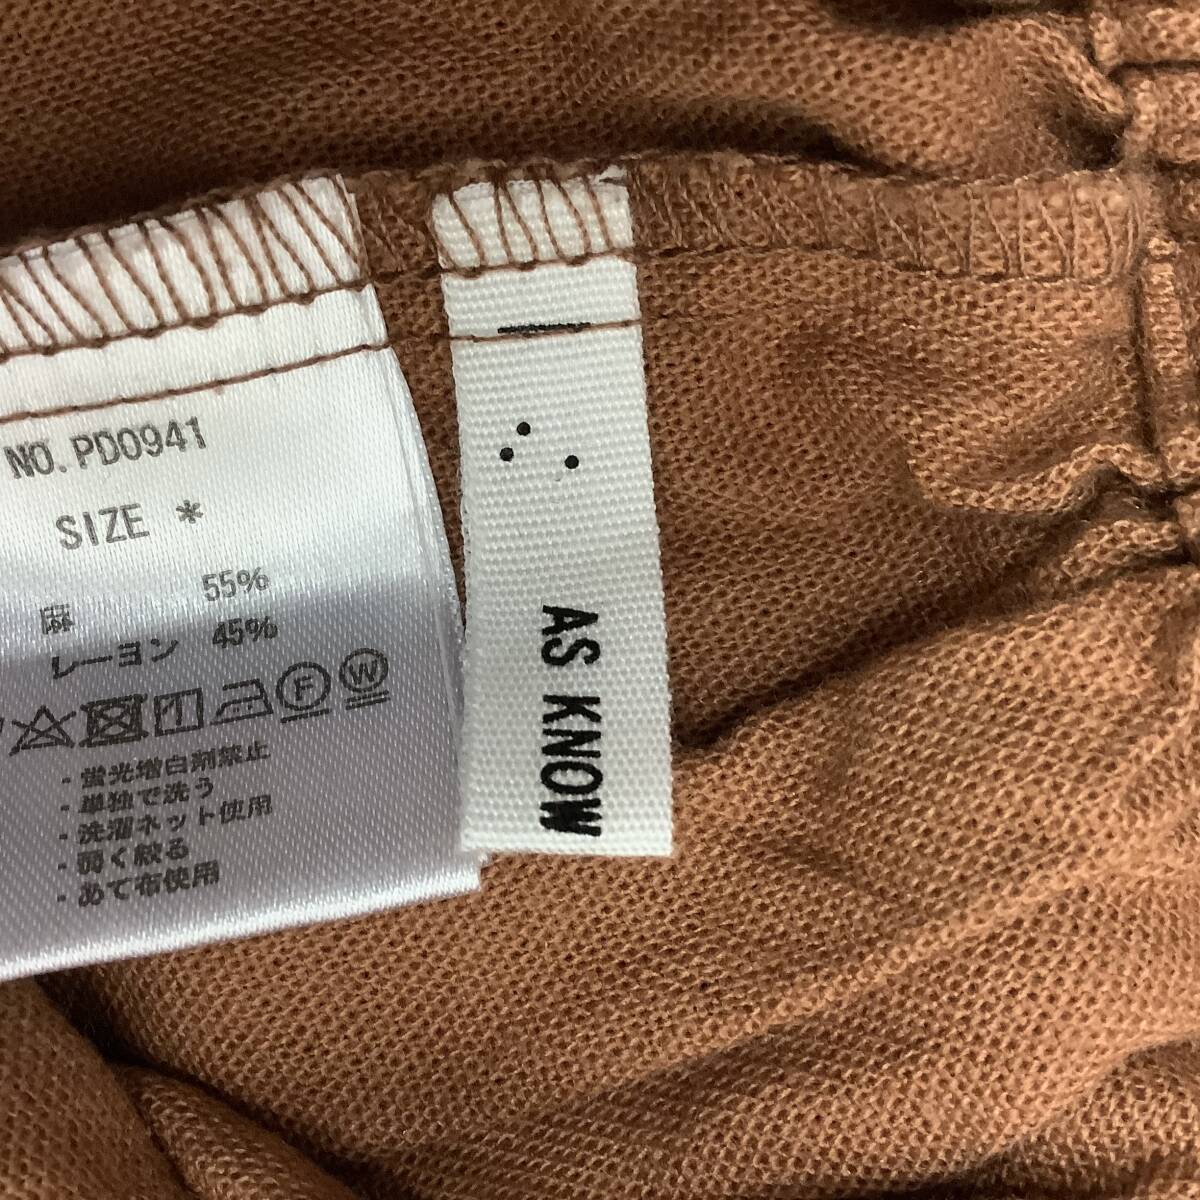 NO. PD0941
SIZE *
麻 55%
レーヨン 45%
F W
・蛍光増白剤禁止
・単独で洗う
・洗濯ネット使用
・弱く絞る
・あて布使用
AS KNOW